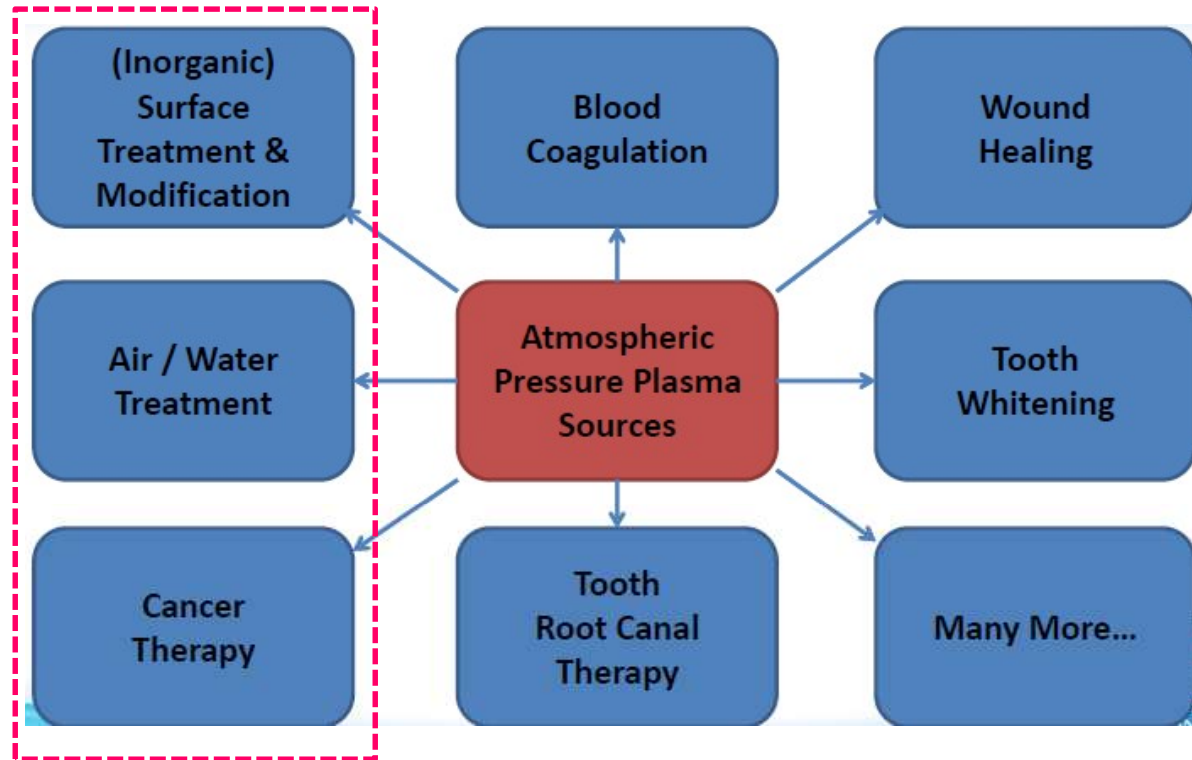 (Inorganic)
Surface
Treatment &
Modification
Blood
Coagulation
Wound
Healing
Air / Water
Treatment
Atmospheric
Pressure Plasma
Sources
Tooth
Whitening
Cancer
Therapy
Tooth
Root Canal
Therapy
Many More...